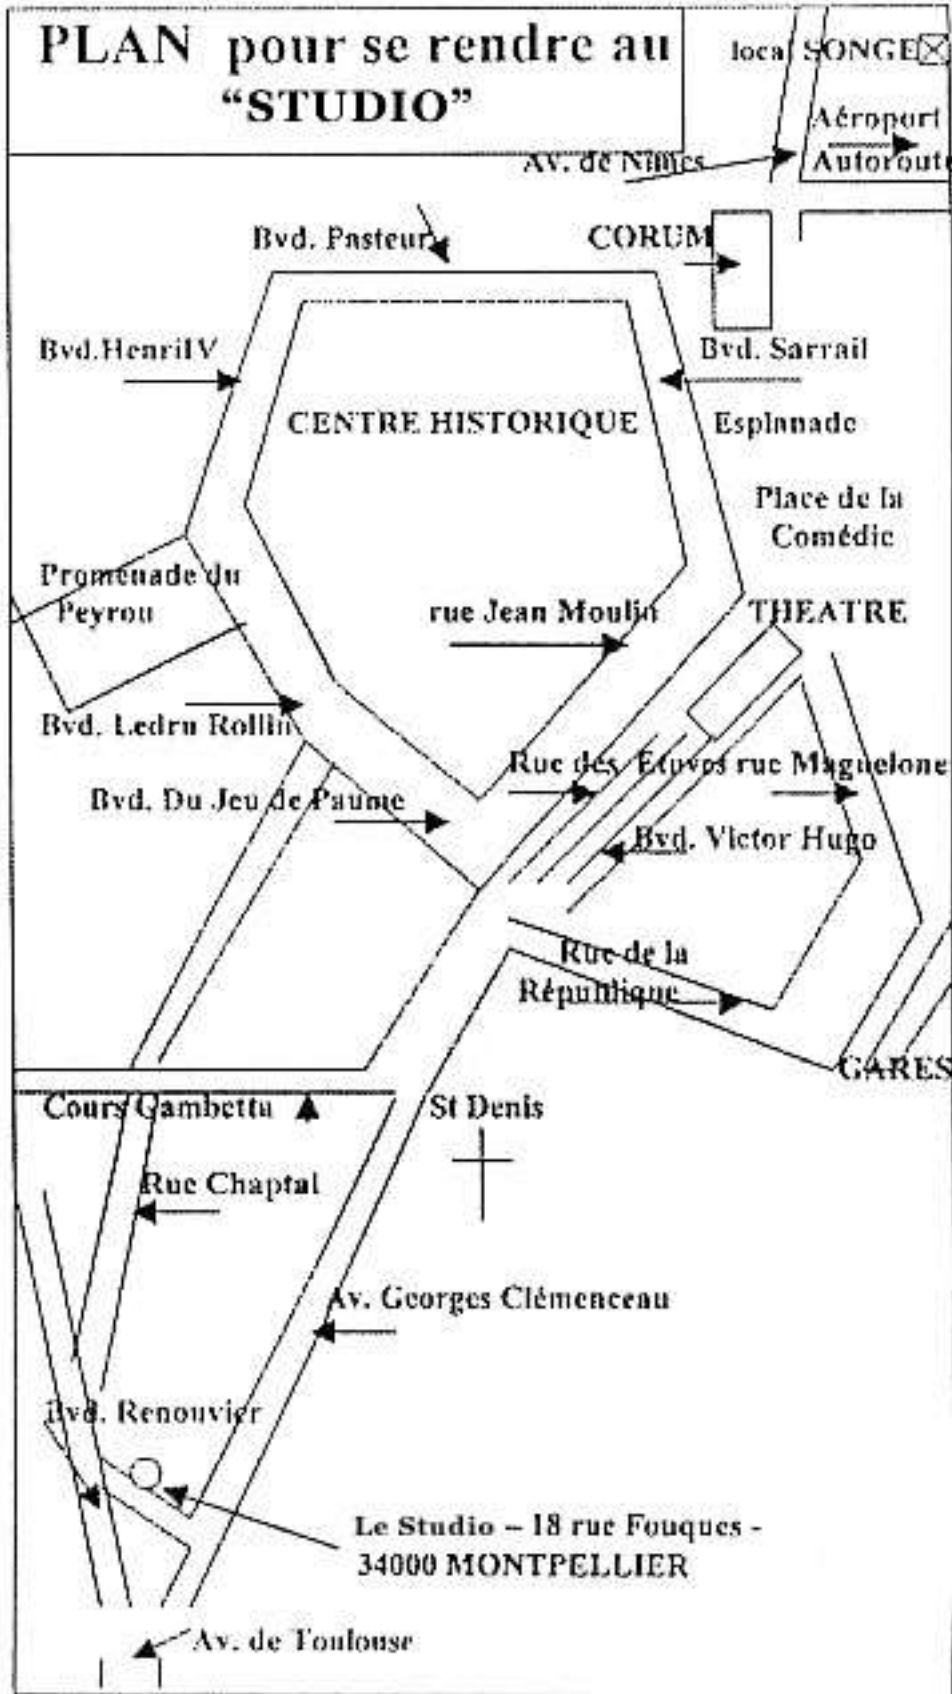 PLAN pour se rendre au
“STUDIO”
local SONGE
Aéroport
Autoroute
Av. de Nîmes
Bvd. Pasteur
CORUM
Bvd.HenriIV
Bvd. Sarrail
CENTRE HISTORIQUE
Esplanade
Place de la
Comédie
Promenade du
Peyrou
rue Jean Moulin
THEATRE
Bvd. Ledru Rollin
Rue des Etuves
rue Maguelone
Bvd. Du Jeu de Paume
Bvd. Victor Hugo
Rue de la
République
GARES
Cours Gambetta
St Denis
Rue Chaptal
Av. Georges Clémenceau
Bvd. Renouvier
Le Studio – 18 rue Fouques -
34000 MONTPELLIER
Av. de Toulouse